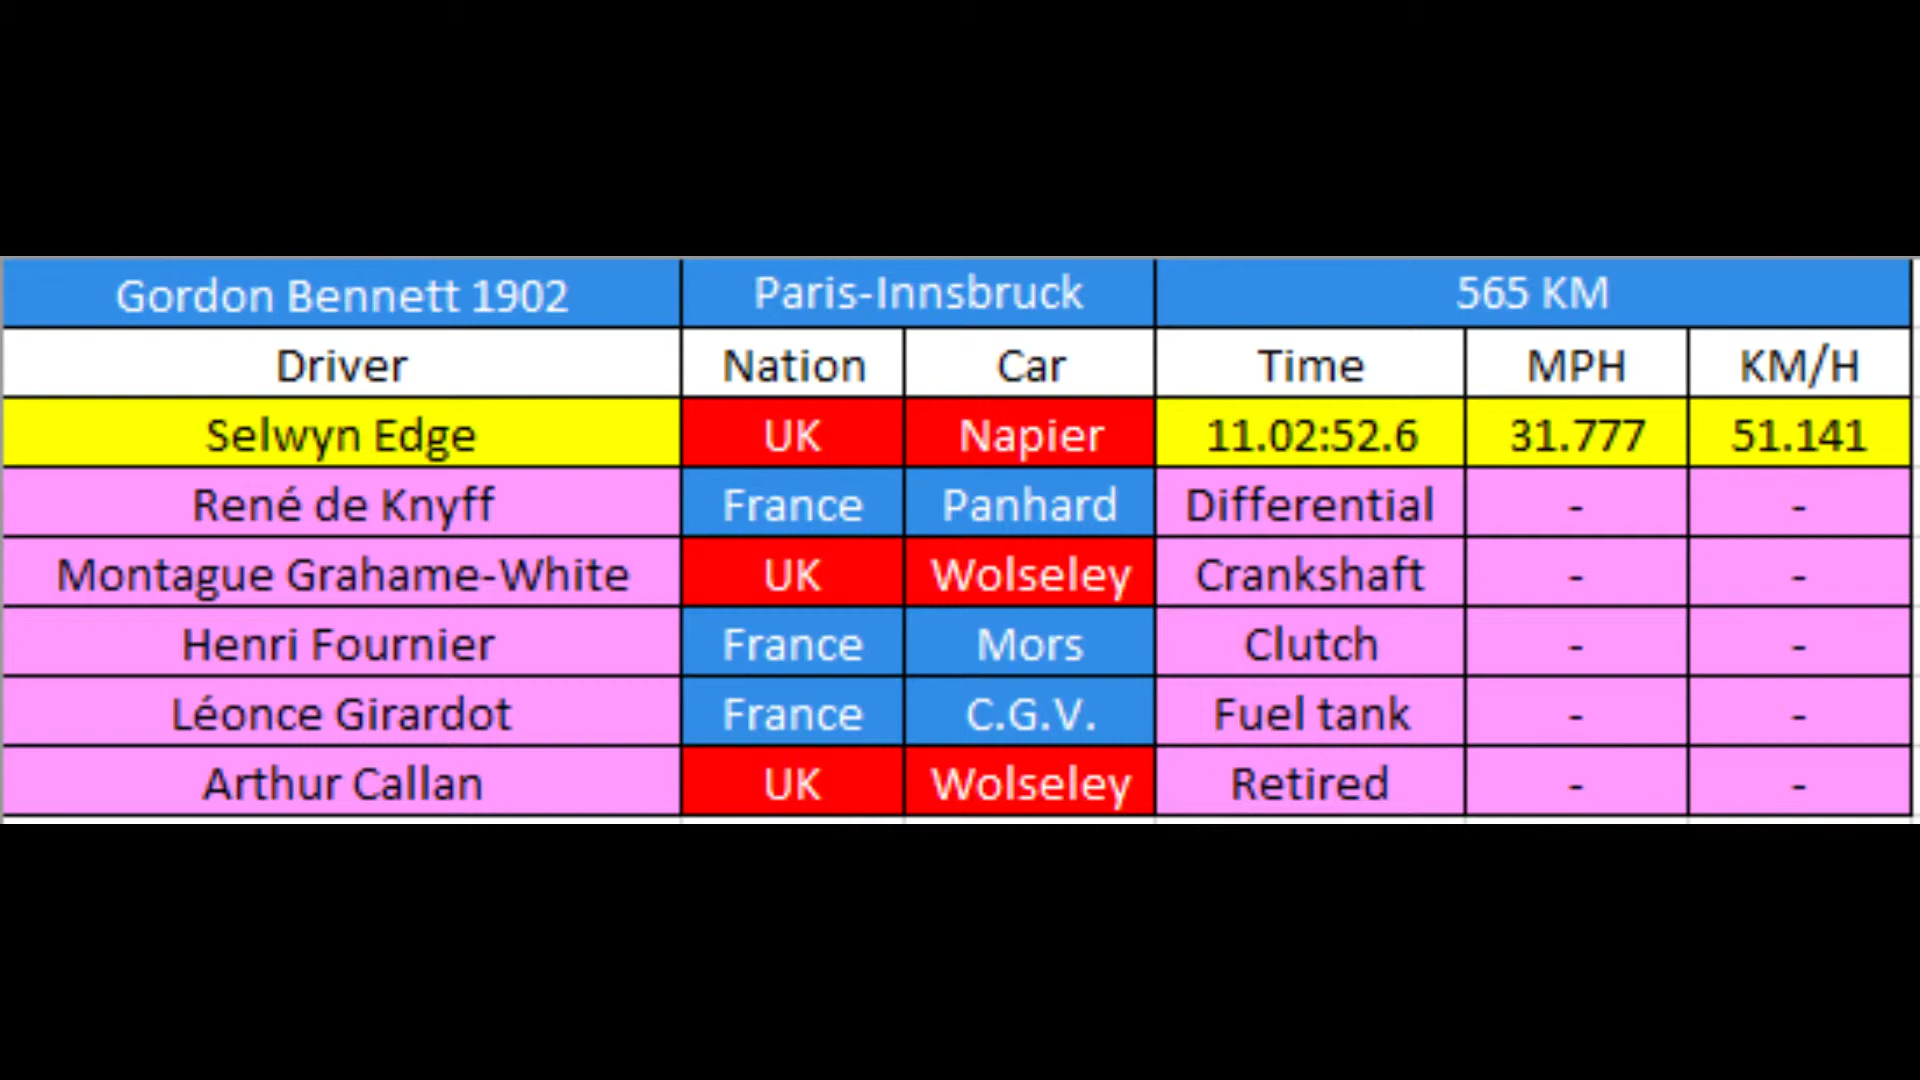 Gordon Bennett 1902 Paris-Innsbruck 565 KM
Driver Nation Car Time MPH KM/H
Selwyn Edge UK Napier 11.02:52.6 31.777 51.141
René de Knyff France Panhard Differential - -
Montague Grahame-White UK Wolseley Crankshaft - -
Henri Fournier France Mors Clutch - -
Léonce Girardot France C.G.V. Fuel tank - -
Arthur Callan UK Wolseley Retired - -